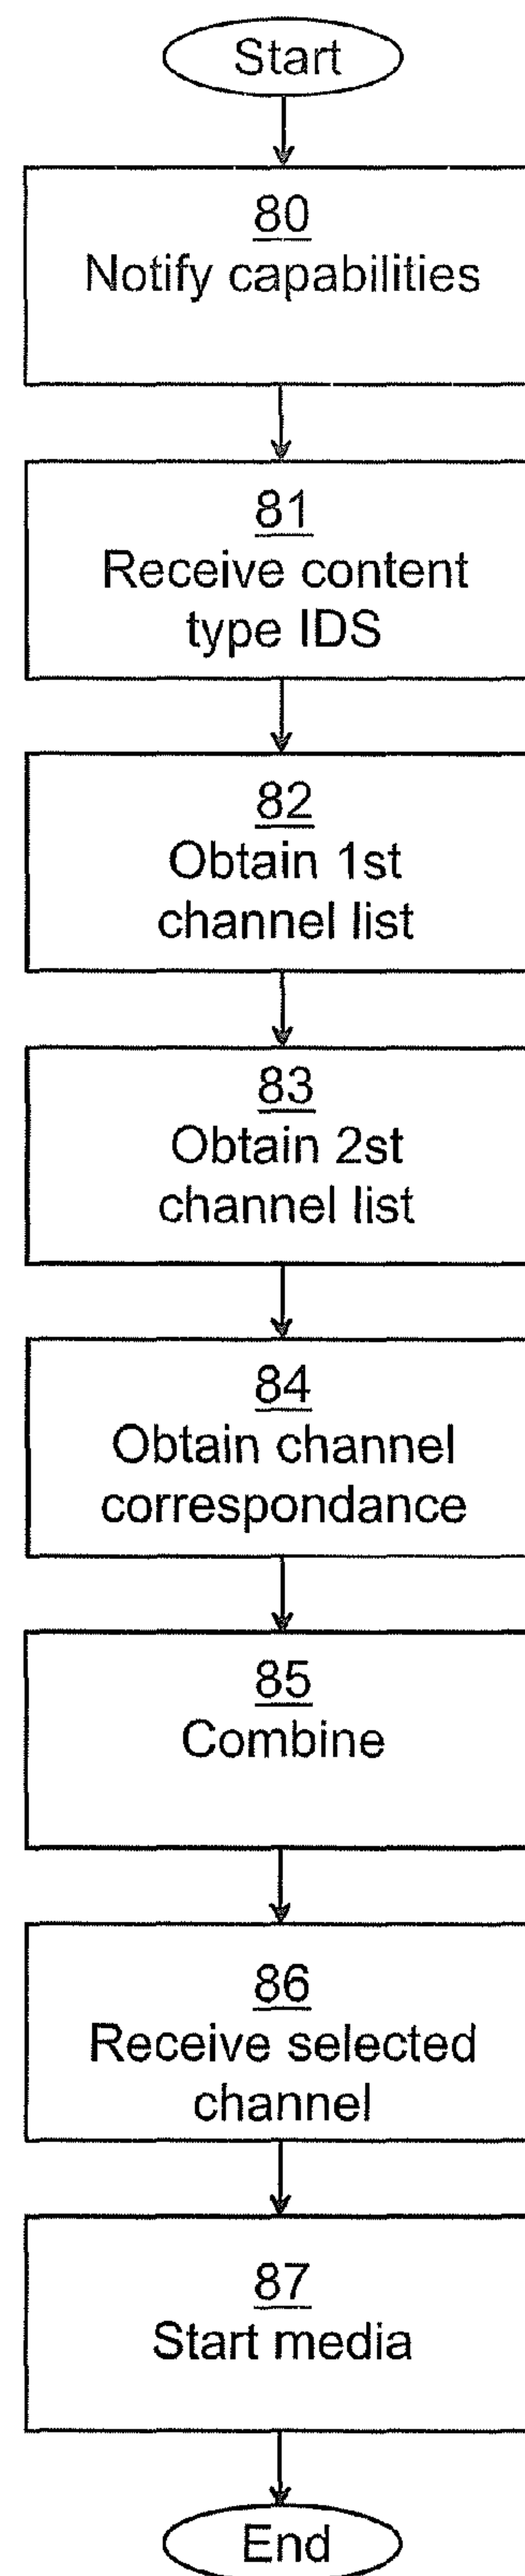 Start
80
Notify capabilities
81
Receive content
type IDS
82
Obtain 1st
channel list
83
Obtain 2st
channel list
84
Obtain channel
correspondance
85
Combine
86
Receive selected
channel
87
Start media
End